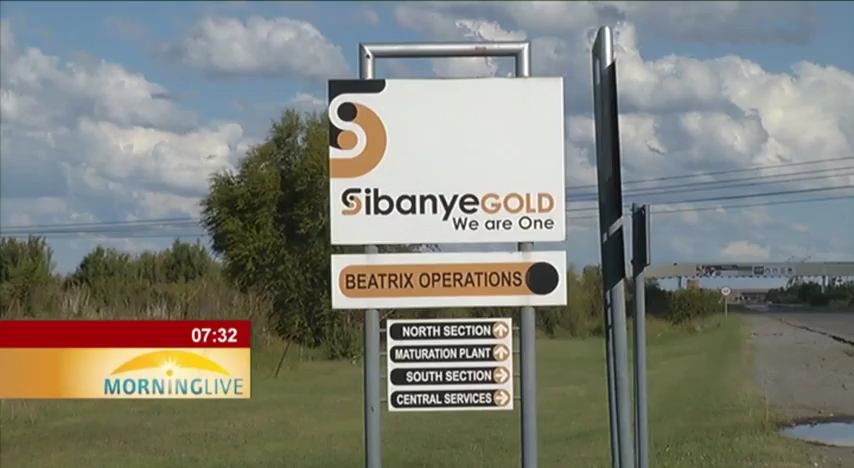 SibanyeGOLD
We are One
BEATRIX OPERATIONS
NORTH SECTION
MATURATION PLANT
SOUTH SECTION
CENTRAL SERVICES
07:32
MORNINGLIVE